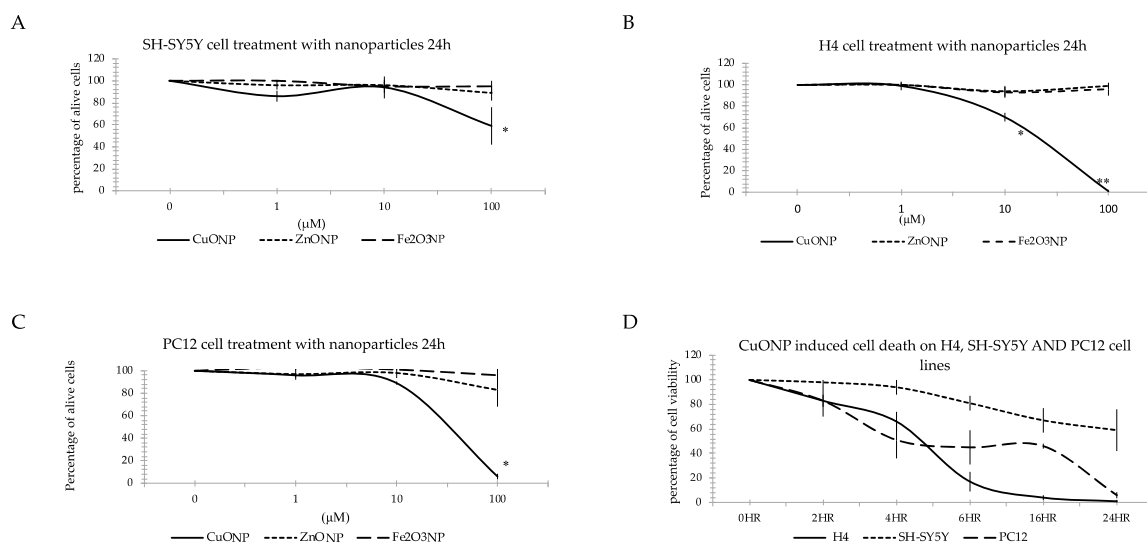 A
SH-SY5Y cell treatment with nanoparticles 24h
percentage of alive cells
120
100
80
60
40
20
0
*
0 1 10 100
(µM)
CuONP ZnONP Fe2O3NP
B
H4 cell treatment with nanoparticles 24h
Percentage of alive cells
120
100
80
60
40
20
0
*
**
0 1 10 100
(µM)
CuONP ZnONP Fe2O3NP
C
PC12 cell treatment with nanoparticles 24h
Percentage of alive cells
100
80
60
40
20
0
*
0 1 10 100
(µM)
CuONP ZnONP Fe2O3NP
D
CuONP induced cell death on H4, SH-SY5Y AND PC12 cell
lines
percentage of cell viability
120
100
80
60
40
20
0
0HR 2HR 4HR 6HR 16HR 24HR
H4 SH-SY5Y PC12